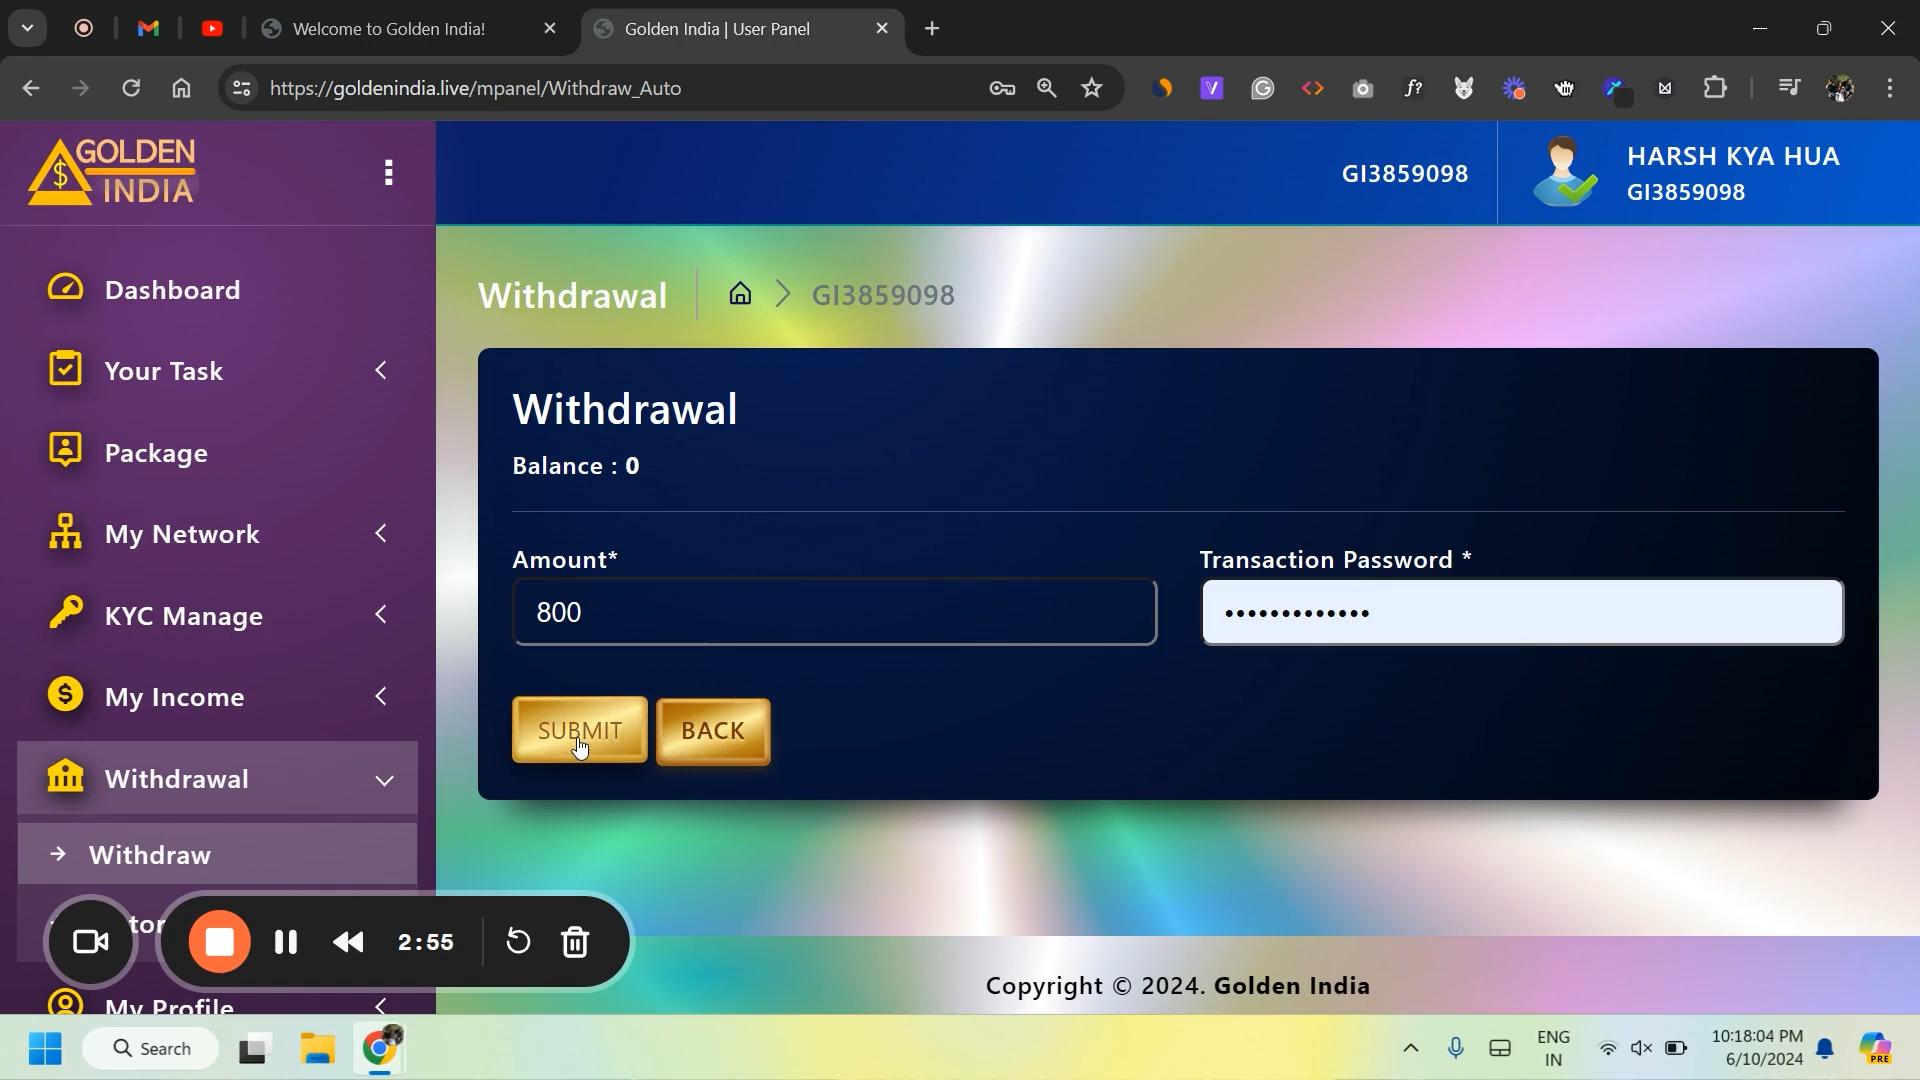 Welcome to Golden India!
Golden India | User Panel
https://goldenindia.live/mpanel/Withdraw_Auto
GOLDEN
INDIA
$
GI3859098
HARSH KYA HUA
GI3859098
Dashboard
Your Task
Package
My Network
KYC Manage
My Income
Withdrawal
Withdraw
tor
My Profile
Withdrawal
GI3859098
Withdrawal
Balance : 0
Amount*
800
Transaction Password *
•••••••••••••
SUBMIT
BACK
2:55
Copyright © 2024. Golden India
Search
ENG
IN
10:18:04 PM
6/10/2024
PRE